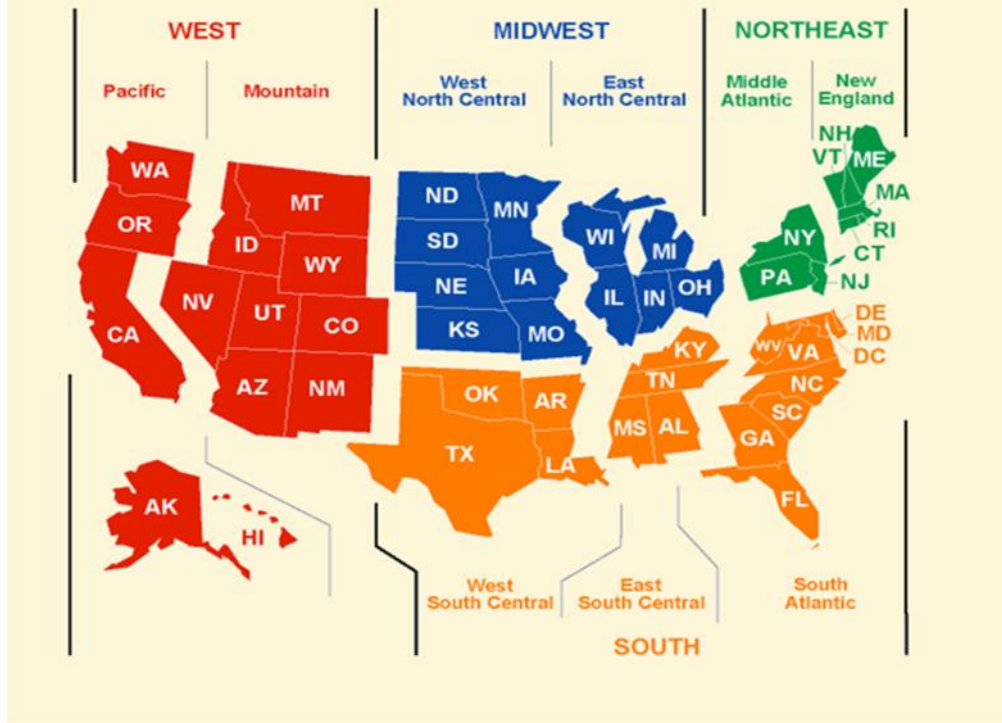 WEST
MIDWEST
NORTHEAST
Pacific
Mountain
West
North Central
East
North Central
Middle
Atlantic
New
England
WA
OR
CA
NV
ID
MT
WY
UT
CO
AZ
NM
AK
HI
ND
SD
NE
KS
MN
IA
MO
WI
MI
IL
IN
OH
NH
VT
ME
MA
RI
CT
NY
PA
NJ
DE
MD
DC
WV
VA
KY
TN
NC
SC
GA
FL
MS
AL
OK
AR
TX
LA
West
South Central
East
South Central
South
Atlantic
SOUTH